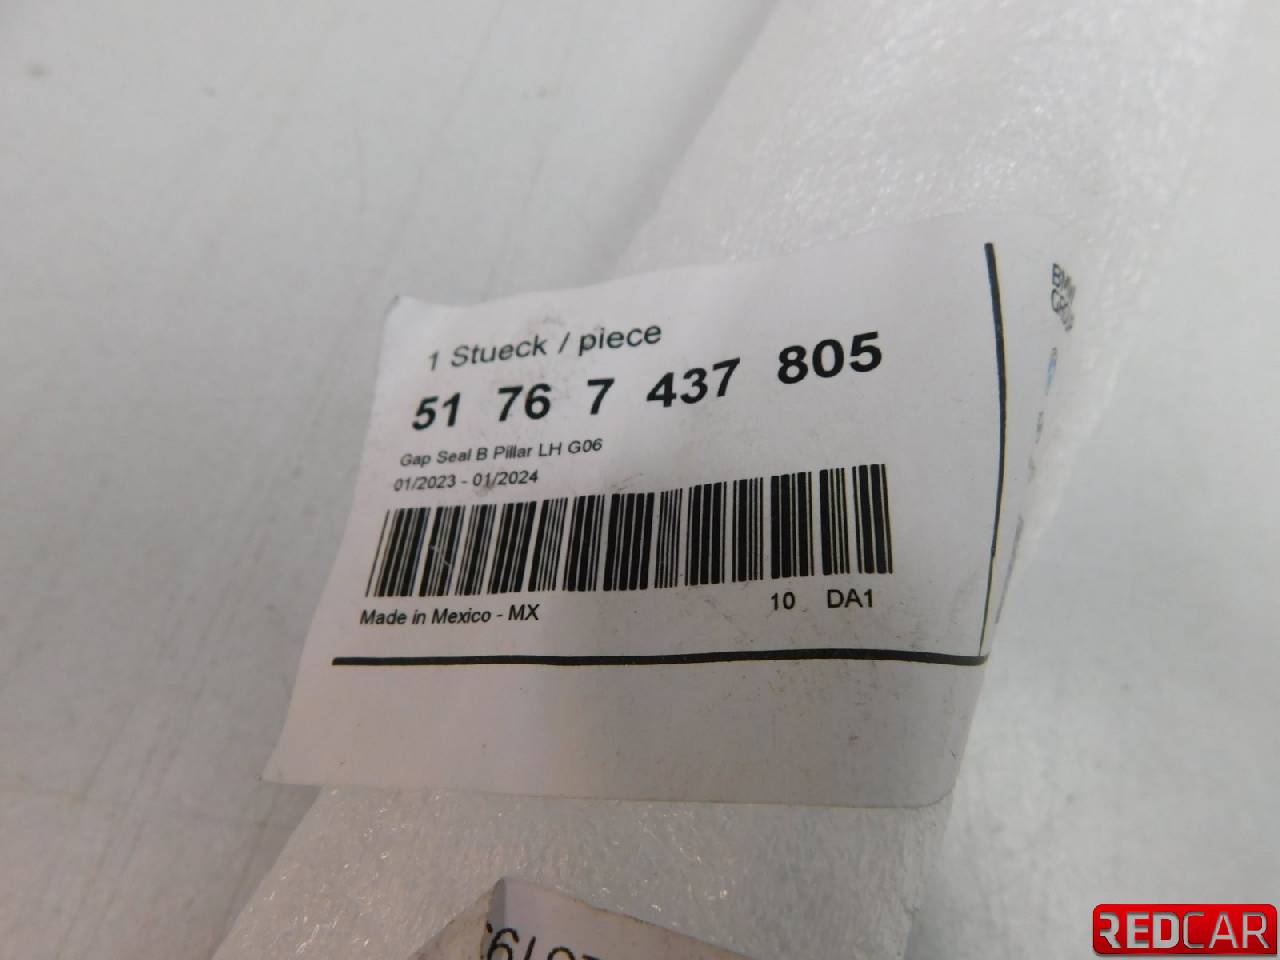 1 Stueck / piece
51 76 7 437 805
Gap Seal B Pillar LH G06
01/2023 - 01/2024
Made in Mexico - MX
10 DA1
REDCAR